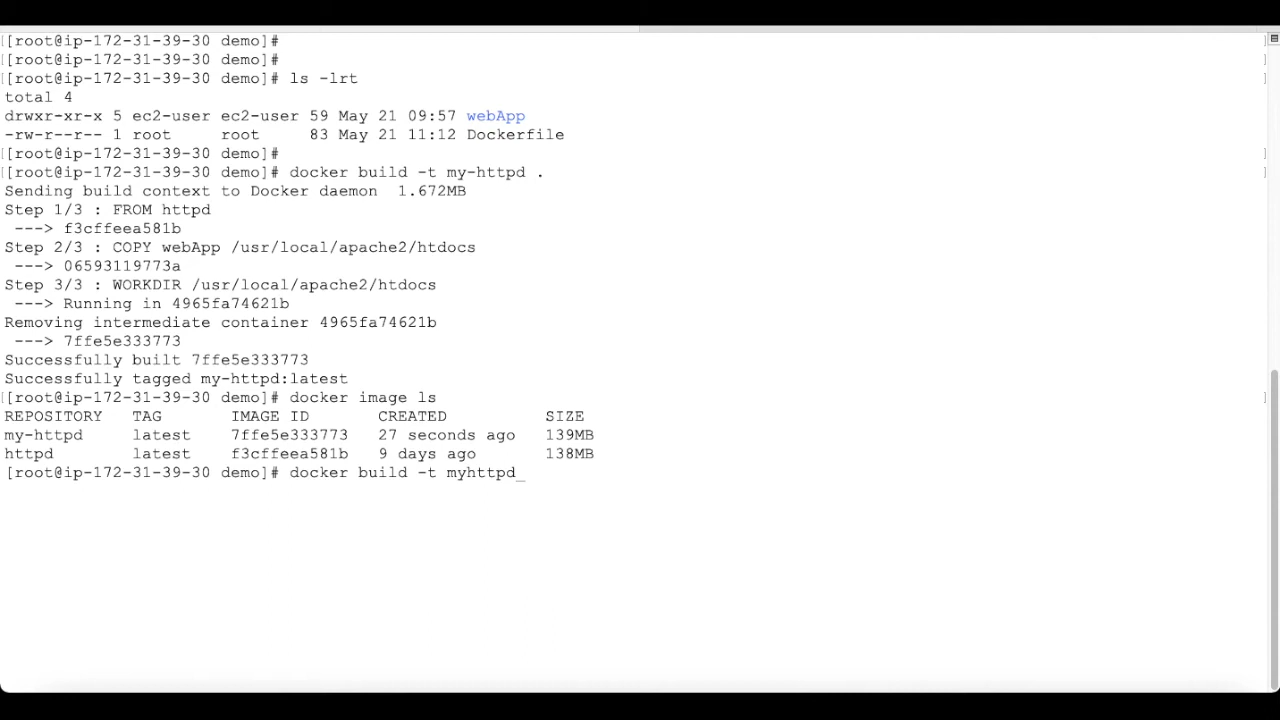 [[root@ip-172-31-39-30 demo]#
[[root@ip-172-31-39-30 demo]#
[[root@ip-172-31-39-30 demo]# ls -lrt
total 4
drwxr-xr-x 5 ec2-user ec2-user 59 May 21 09:57 webApp
-rw-r--r-- 1 root     root     83 May 21 11:12 Dockerfile
[[root@ip-172-31-39-30 demo]#
[[root@ip-172-31-39-30 demo]# docker build -t my-httpd .
Sending build context to Docker daemon  1.672MB
Step 1/3 : FROM httpd
 ---> f3cffeea581b
Step 2/3 : COPY webApp /usr/local/apache2/htdocs
 ---> 06593119773a
Step 3/3 : WORKDIR /usr/local/apache2/htdocs
 ---> Running in 4965fa74621b
Removing intermediate container 4965fa74621b
 ---> 7ffe5e333773
Successfully built 7ffe5e333773
Successfully tagged my-httpd:latest
[[root@ip-172-31-39-30 demo]# docker image ls
REPOSITORY   TAG       IMAGE ID       CREATED          SIZE
my-httpd     latest    7ffe5e333773   27 seconds ago   139MB
httpd        latest    f3cffeea581b   9 days ago       138MB
[root@ip-172-31-39-30 demo]# docker build -t myhttpd_